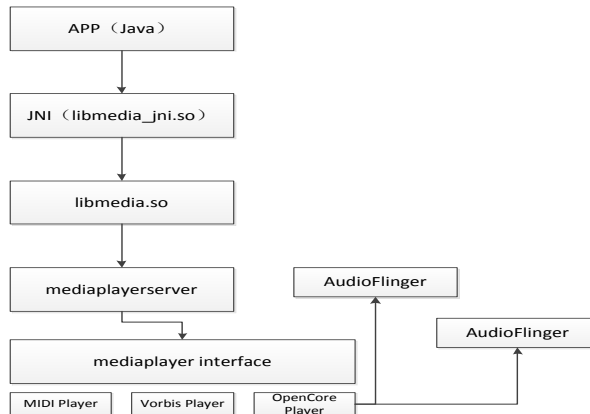 APP（Java）
JNI（libmedia_jni.so）
libmedia.so
mediaplayerserver
AudioFlinger
AudioFlinger
mediaplayer interface
MIDI Player
Vorbis Player
OpenCore
Player